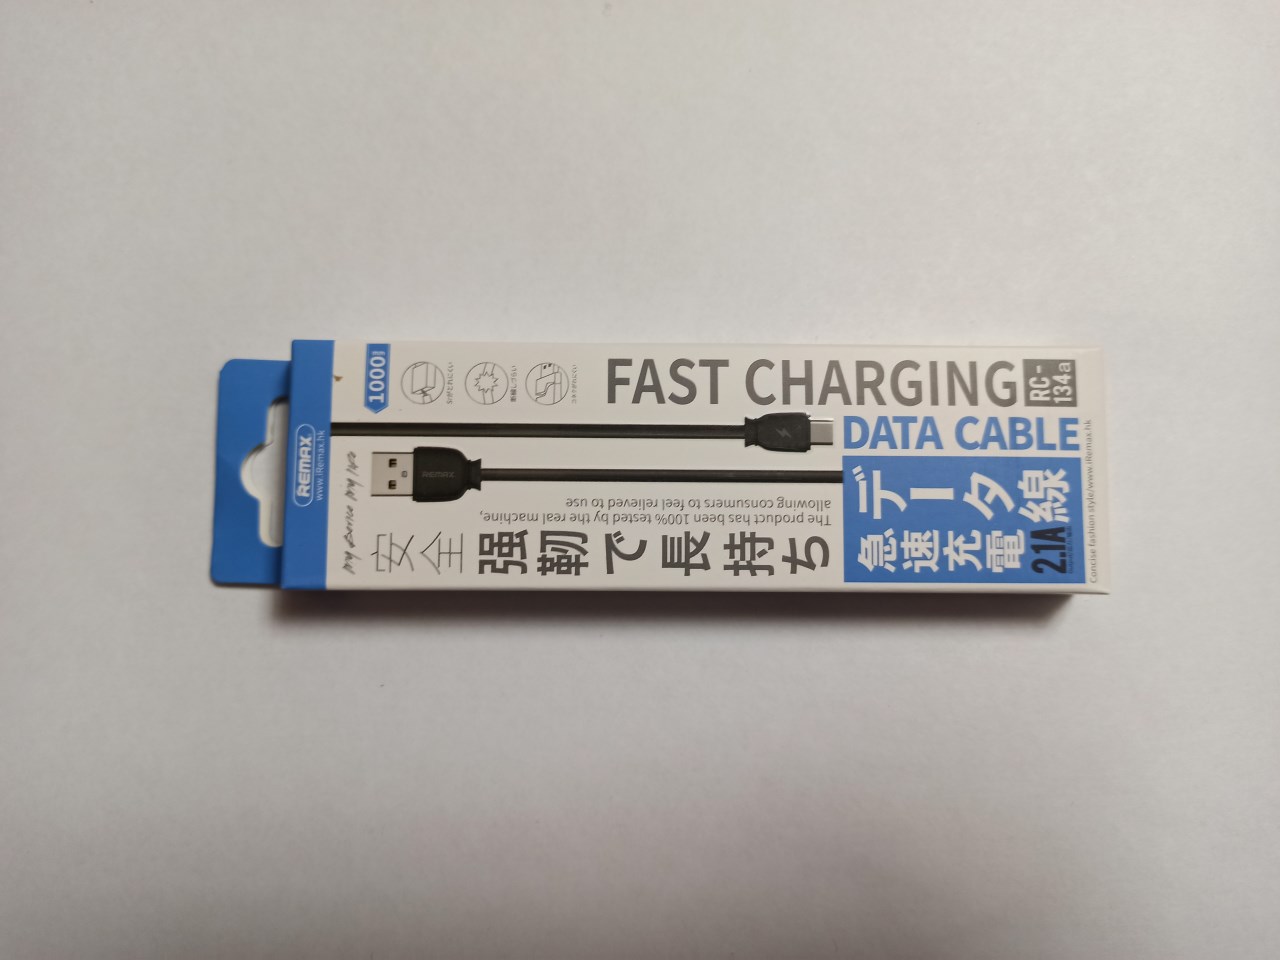 REMAX
www.iRemax.hk
1000
FAST CHARGING
RC-
134a
DATA CABLE
REMAX
The product has been 100% tested by the real machine,
allowing consumers to feel relieved to use
安全
强靭で長持ち
データ線
急速充電
2.1A
Concise fashion style/www.iRemax.hk